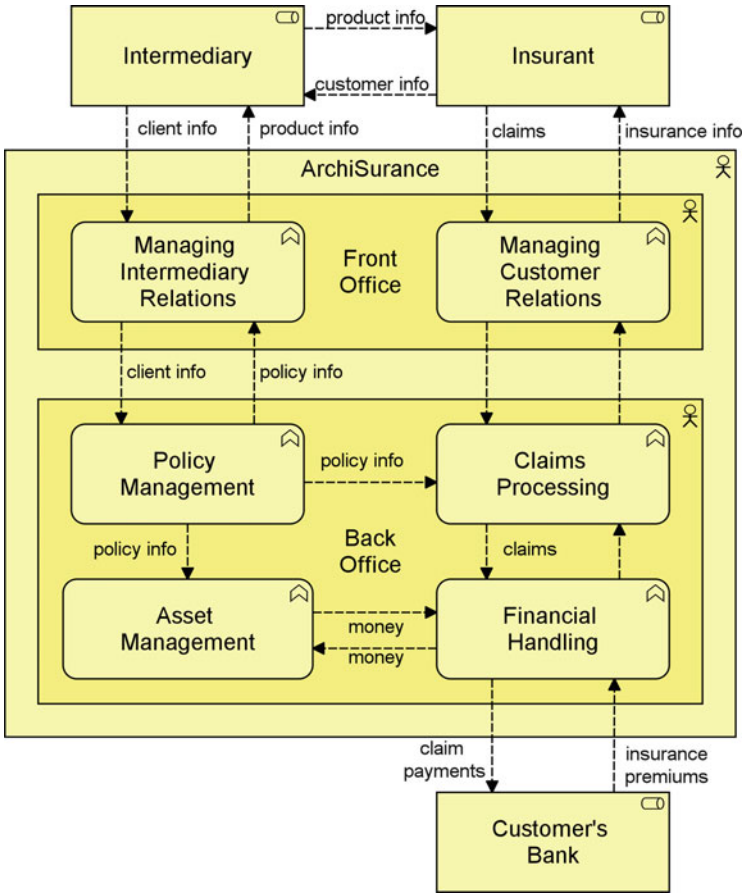 product info
Intermediary
Insurant
customer info
client info
product info
claims
insurance info
ArchiSurance
Managing
Intermediary
Relations
Front
Office
Managing
Customer
Relations
client info
policy info
Policy
Management
policy info
Claims
Processing
policy info
Back
Office
claims
Asset
Management
money
money
Financial
Handling
claim
payments
insurance
premiums
Customer's
Bank